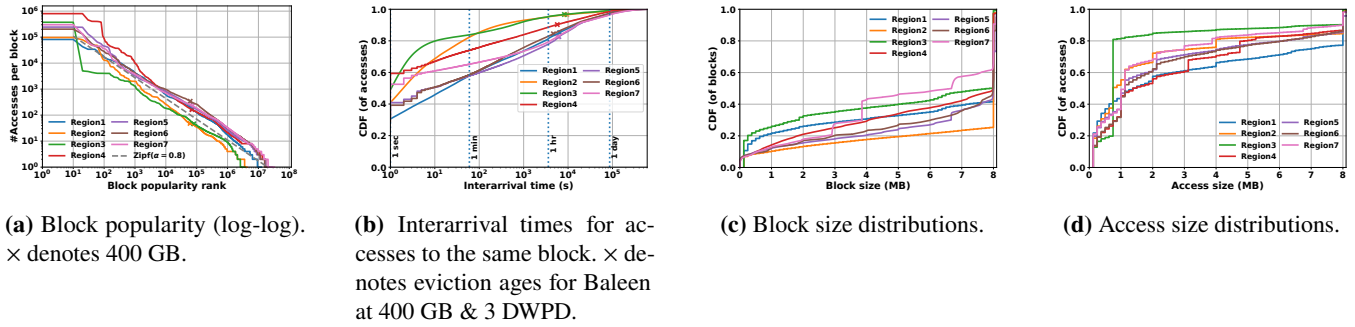 #Accesses per block
10^6
10^5
10^4
10^3
10^2
10^1
10^0
Region1
Region2
Region3
Region4
Region5
Region6
Region7
Zipf(α = 0.8)
10^0 10^1 10^2 10^3 10^4 10^5 10^6 10^7 10^8
Block popularity rank
CDF (of accesses)
1.0
0.8
0.6
0.4
0.2
0.0
Region1
Region2
Region3
Region4
Region5
Region6
Region7
1 sec
1 min
1 hr
1 day
10^0 10^1 10^2 10^3 10^4 10^5
Interarrival time (s)
CDF (of blocks)
1.0
0.8
0.6
0.4
0.2
0.0
Region1
Region2
Region3
Region4
Region5
Region6
Region7
0 1 2 3 4 5 6 7 8
Block size (MB)
CDF (of accesses)
1.0
0.8
0.6
0.4
0.2
0.0
Region1
Region2
Region3
Region4
Region5
Region6
Region7
0 1 2 3 4 5 6 7 8
Access size (MB)
(a) Block popularity (log-log).
× denotes 400 GB.
(b) Interarrival times for ac-
cesses to the same block. × de-
notes eviction ages for Baleen
at 400 GB & 3 DWPD.
(c) Block size distributions.
(d) Access size distributions.